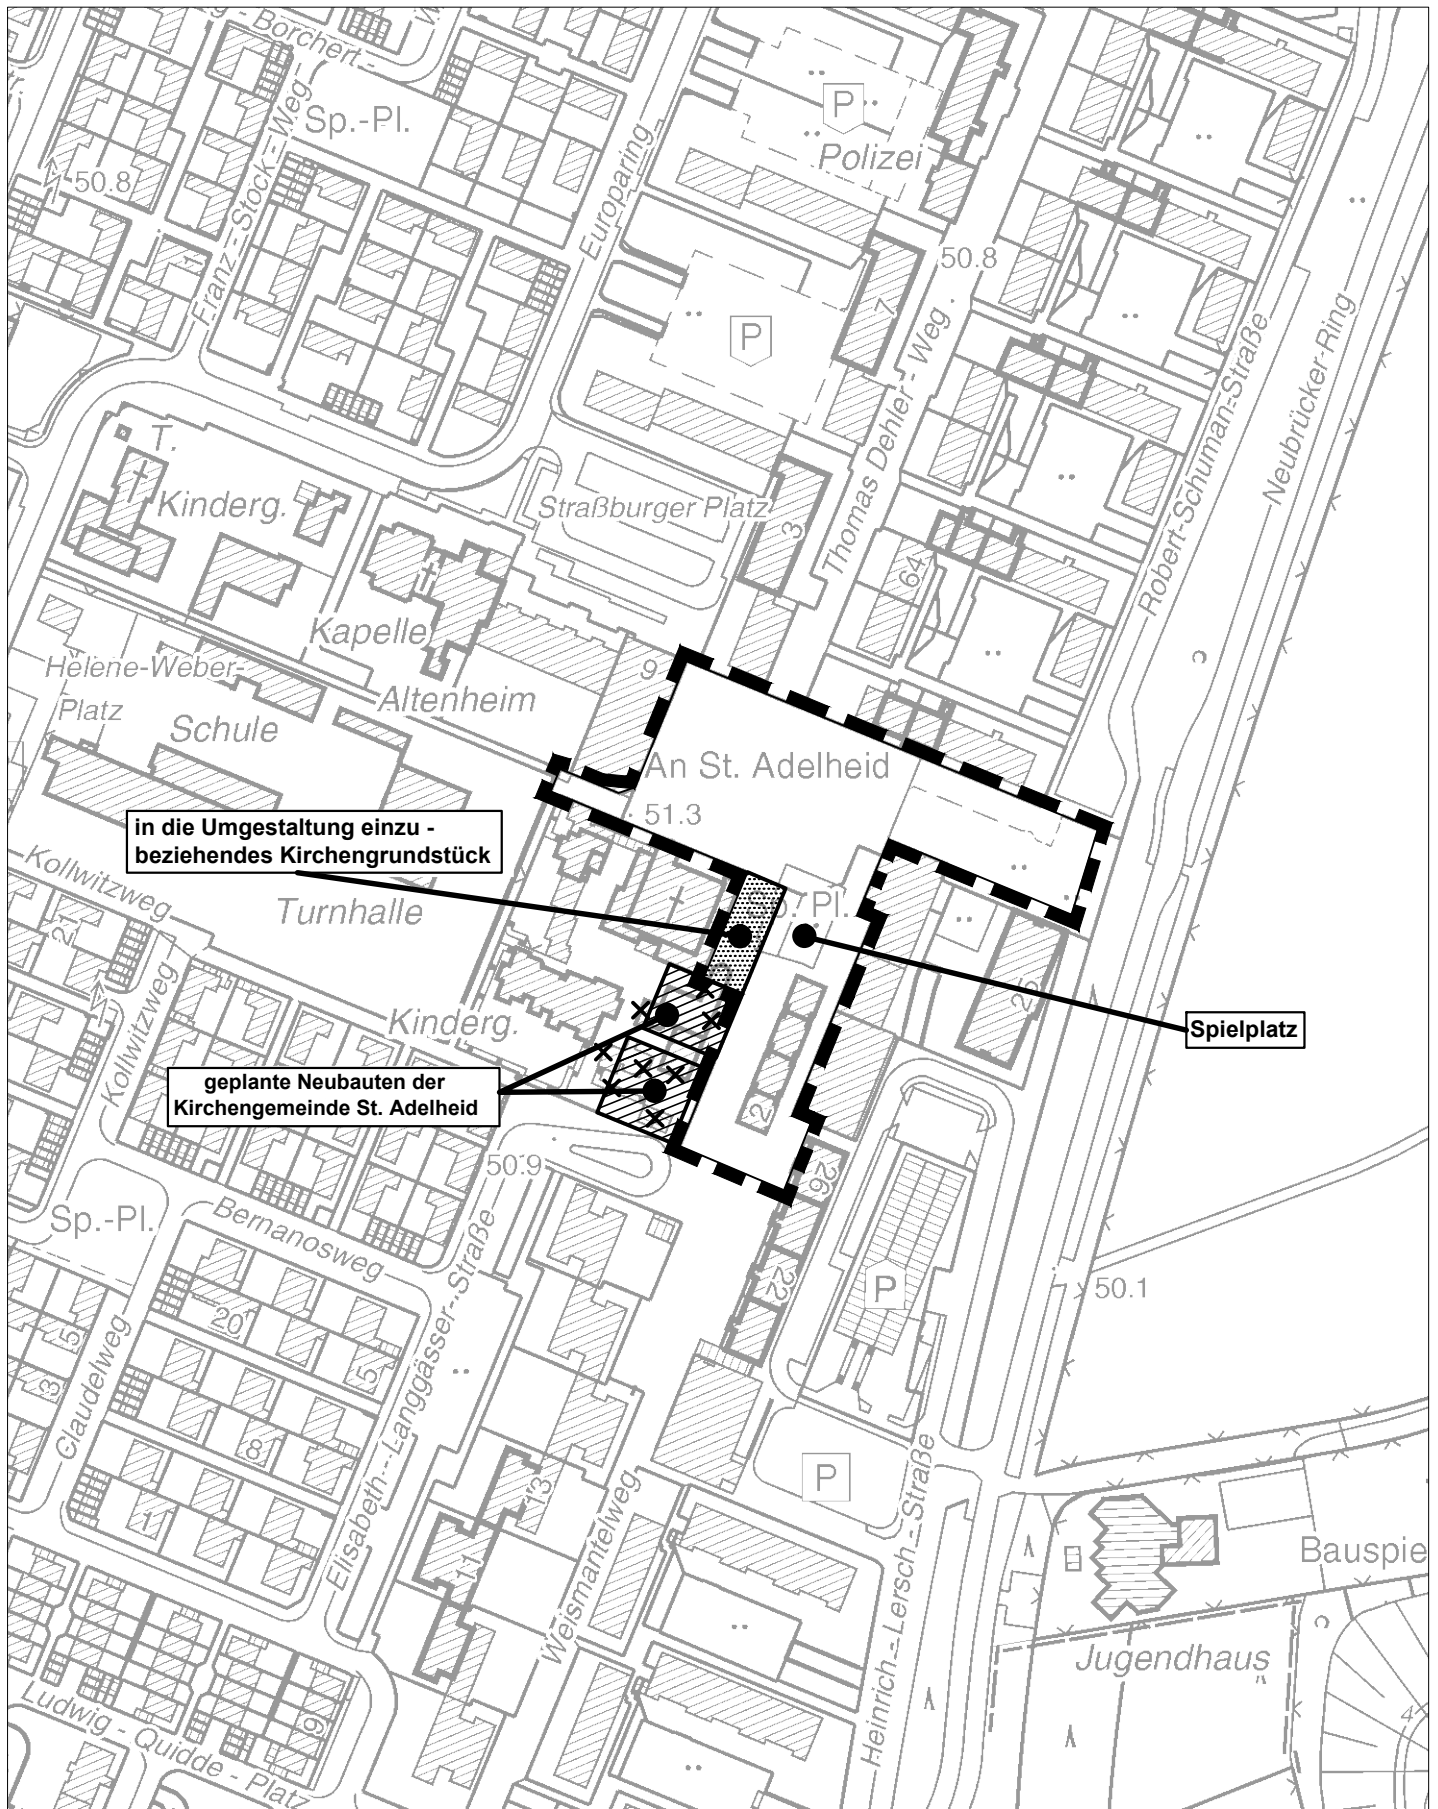 - Borchert -
Sp.-Pl.
P
Polizei
50.8
Franz - Stock - Weg
Europaring
1
50.8
7
P
Thomas Dehler - Weg
Robert-Schuman-Straße
Neubrücker-Ring
T.
Kinderg.
Straßburger Platz
3
64
Kapelle
Helene-Weber-
Platz
Altenheim
9
Schule
An St. Adelheid
51.3
in die Umgestaltung einzu -
beziehendes Kirchengrundstück
Kollwitzweg
21
Turnhalle
Pl.
25
Kollwitzweg
Kinderg.
Spielplatz
geplante Neubauten der
Kirchengemeinde St. Adelheid
2
50.9
26
Sp.-Pl.
Bernanosweg
22
P
50.1
20
5
5
3
Claudelweg
Elisabeth - Langgässer - Straße
8
1
13
11
P
Weismantelweg
Heinrich - Lersch - Straße
Bauspie
Jugendhaus
9
Ludwig - Quidde - Platz
4